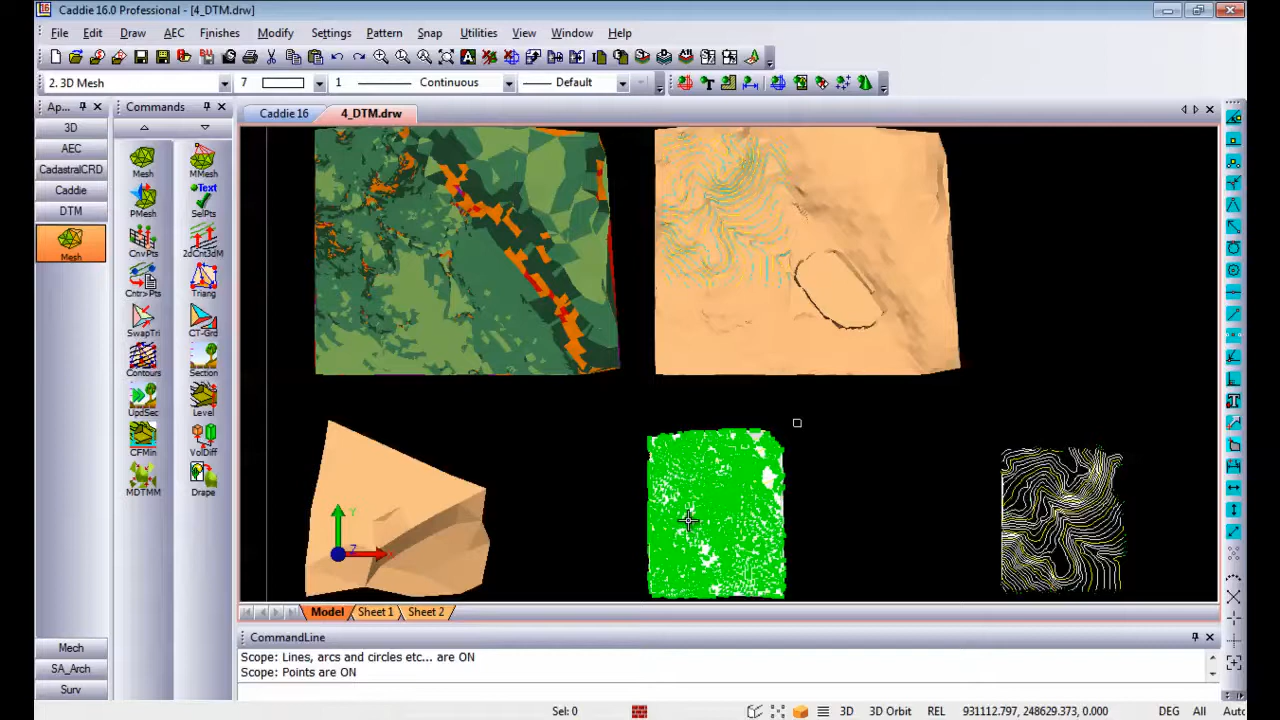 Caddie 16.0 Professional - [4_DTM.drw]
File Edit Draw AEC Finishes Modify Settings Pattern Snap Utilities View Window Help
2. 3D Mesh 7 1 Continuous Default
Ap... Commands
Caddie 16 4_DTM.drw
3D
AEC
CadastralCRD
Caddie
DTM
Mesh
Mesh MMesh
Text
PMesh SelPts
CnvPts 2dCnt3dM
Cntr>Pts Triang
SwapTri CT-Grd
Contours Section
UpdSec Level
CFMin VolDiff
MDTMM Drape
Y
Z
Mech
SA_Arch
Surv
Model Sheet 1 Sheet 2
CommandLine
Scope: Lines, arcs and circles etc... are ON
Scope: Points are ON
Sel: 0 3D 3D Orbit REL 931112.797, 248629.373, 0.000 DEG All Auto